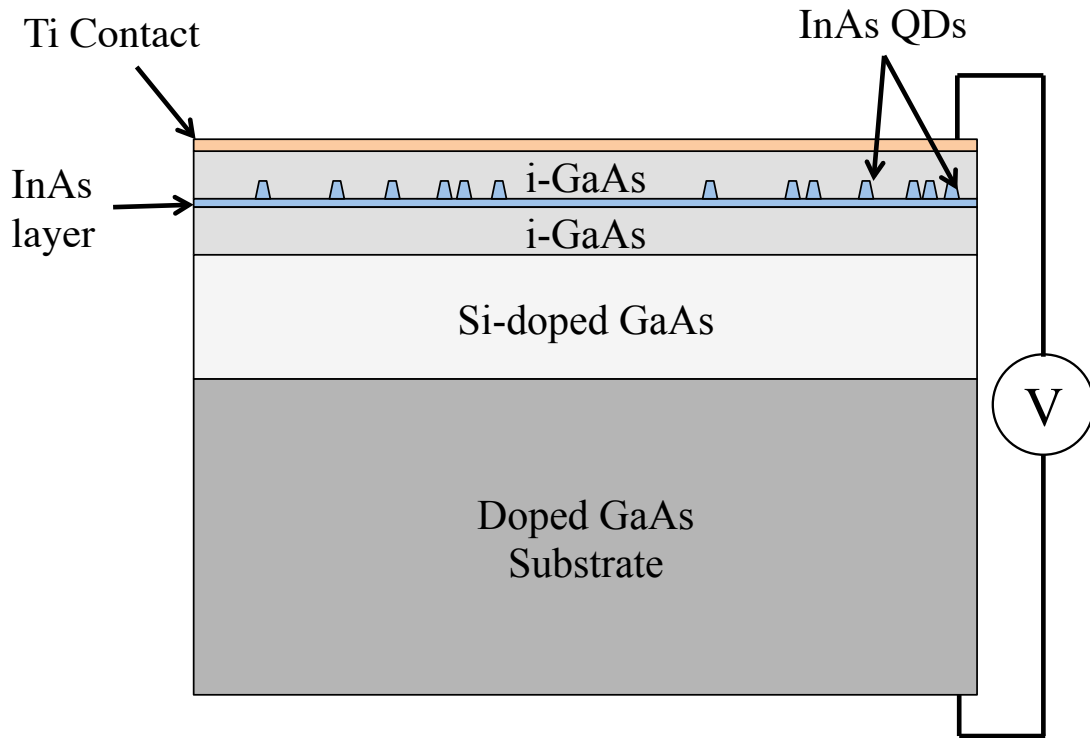 Ti Contact
InAs QDs
InAs
layer
i-GaAs
i-GaAs
Si-doped GaAs
V
Doped GaAs
Substrate